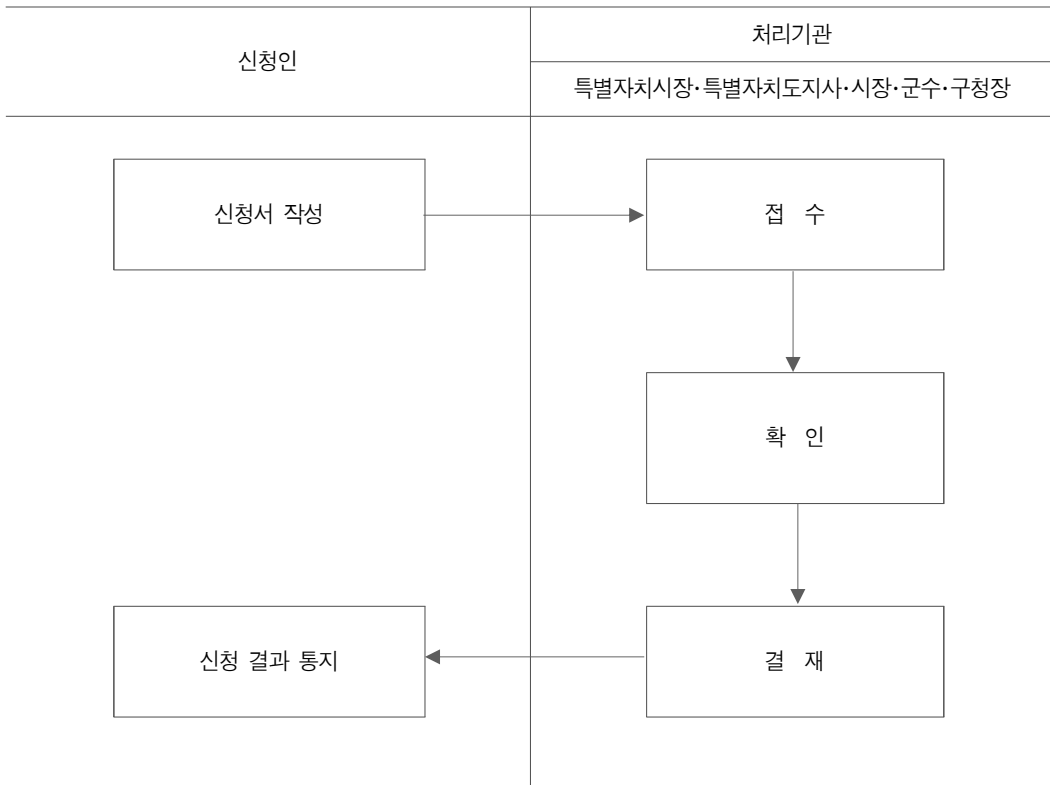 신청인
처리기관
특별자치시장·특별자치도지사·시장·군수·구청장
신청서 작성
접 수
확 인
신청 결과 통지
결 재